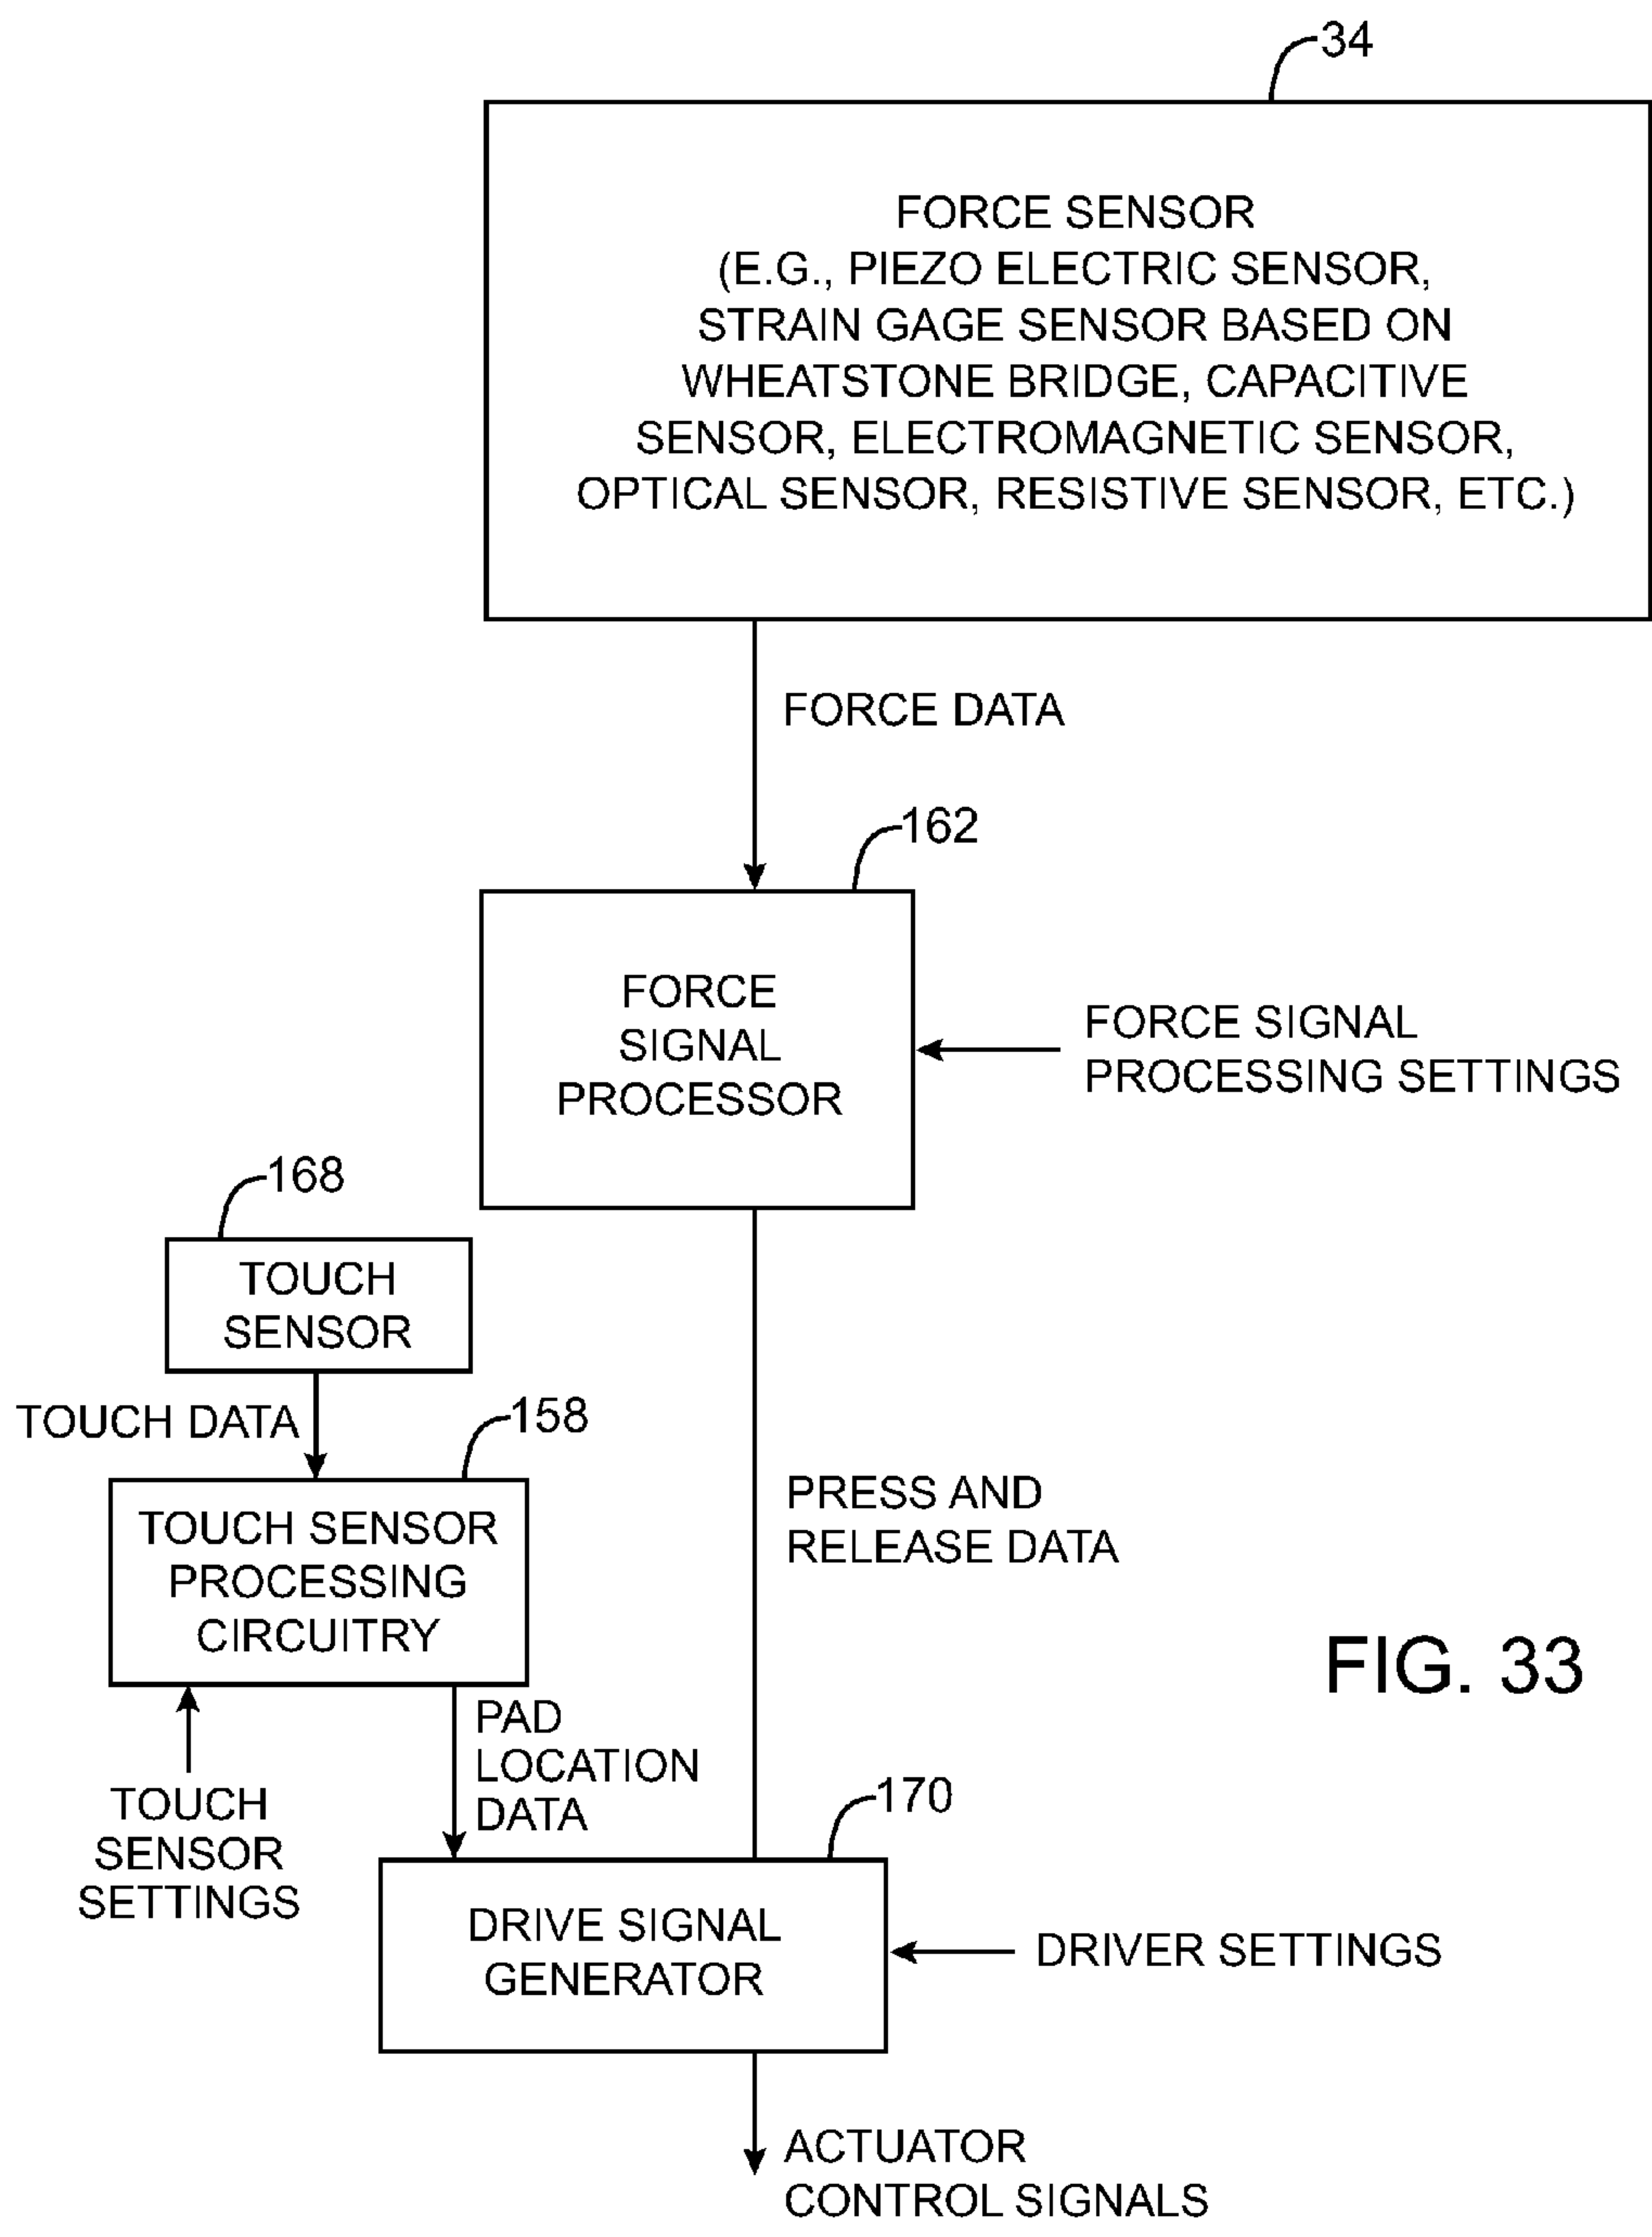 34
FORCE SENSOR
(E.G., PIEZO ELECTRIC SENSOR,
STRAIN GAGE SENSOR BASED ON
WHEATSTONE BRIDGE, CAPACITIVE
SENSOR, ELECTROMAGNETIC SENSOR,
OPTICAL SENSOR, RESISTIVE SENSOR, ETC.)
FORCE DATA
162
FORCE
SIGNAL
PROCESSOR
FORCE SIGNAL
PROCESSING SETTINGS
168
TOUCH
SENSOR
TOUCH DATA
158
TOUCH SENSOR
PROCESSING
CIRCUITRY
PRESS AND
RELEASE DATA
FIG. 33
PAD
LOCATION
DATA
TOUCH
SENSOR
SETTINGS
170
DRIVE SIGNAL
GENERATOR
DRIVER SETTINGS
ACTUATOR
CONTROL SIGNALS